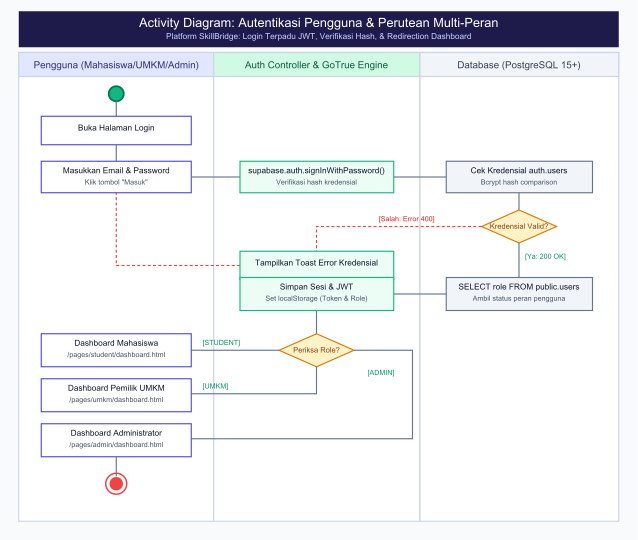 Activity Diagram: Autentikasi Pengguna & Perutean Multi-Peran
Platform SkillBridge: Login Terpadu JWT, Verifikasi Hash, & Redirection Dashboard
Pengguna (Mahasiswa/UMKM/Admin)
Auth Controller & GoTrue Engine
Database (PostgreSQL 15+)
Buka Halaman Login
Masukkan Email & Password
Klik tombol "Masuk"
supabase.auth.signInWithPassword()
Verifikasi hash kredensial
Cek Kredensial auth.users
Bcrypt hash comparison
[Salah: Error 400]
Kredensial Valid?
[Ya: 200 OK]
Tampilkan Toast Error Kredensial
Simpan Sesi & JWT
Set localStorage (Token & Role)
SELECT role FROM public.users
Ambil status peran pengguna
Dashboard Mahasiswa
/pages/student/dashboard.html
[STUDENT]
Periksa Role?
[ADMIN]
Dashboard Pemilik UMKM
/pages/umkm/dashboard.html
[UMKM]
Dashboard Administrator
/pages/admin/dashboard.html